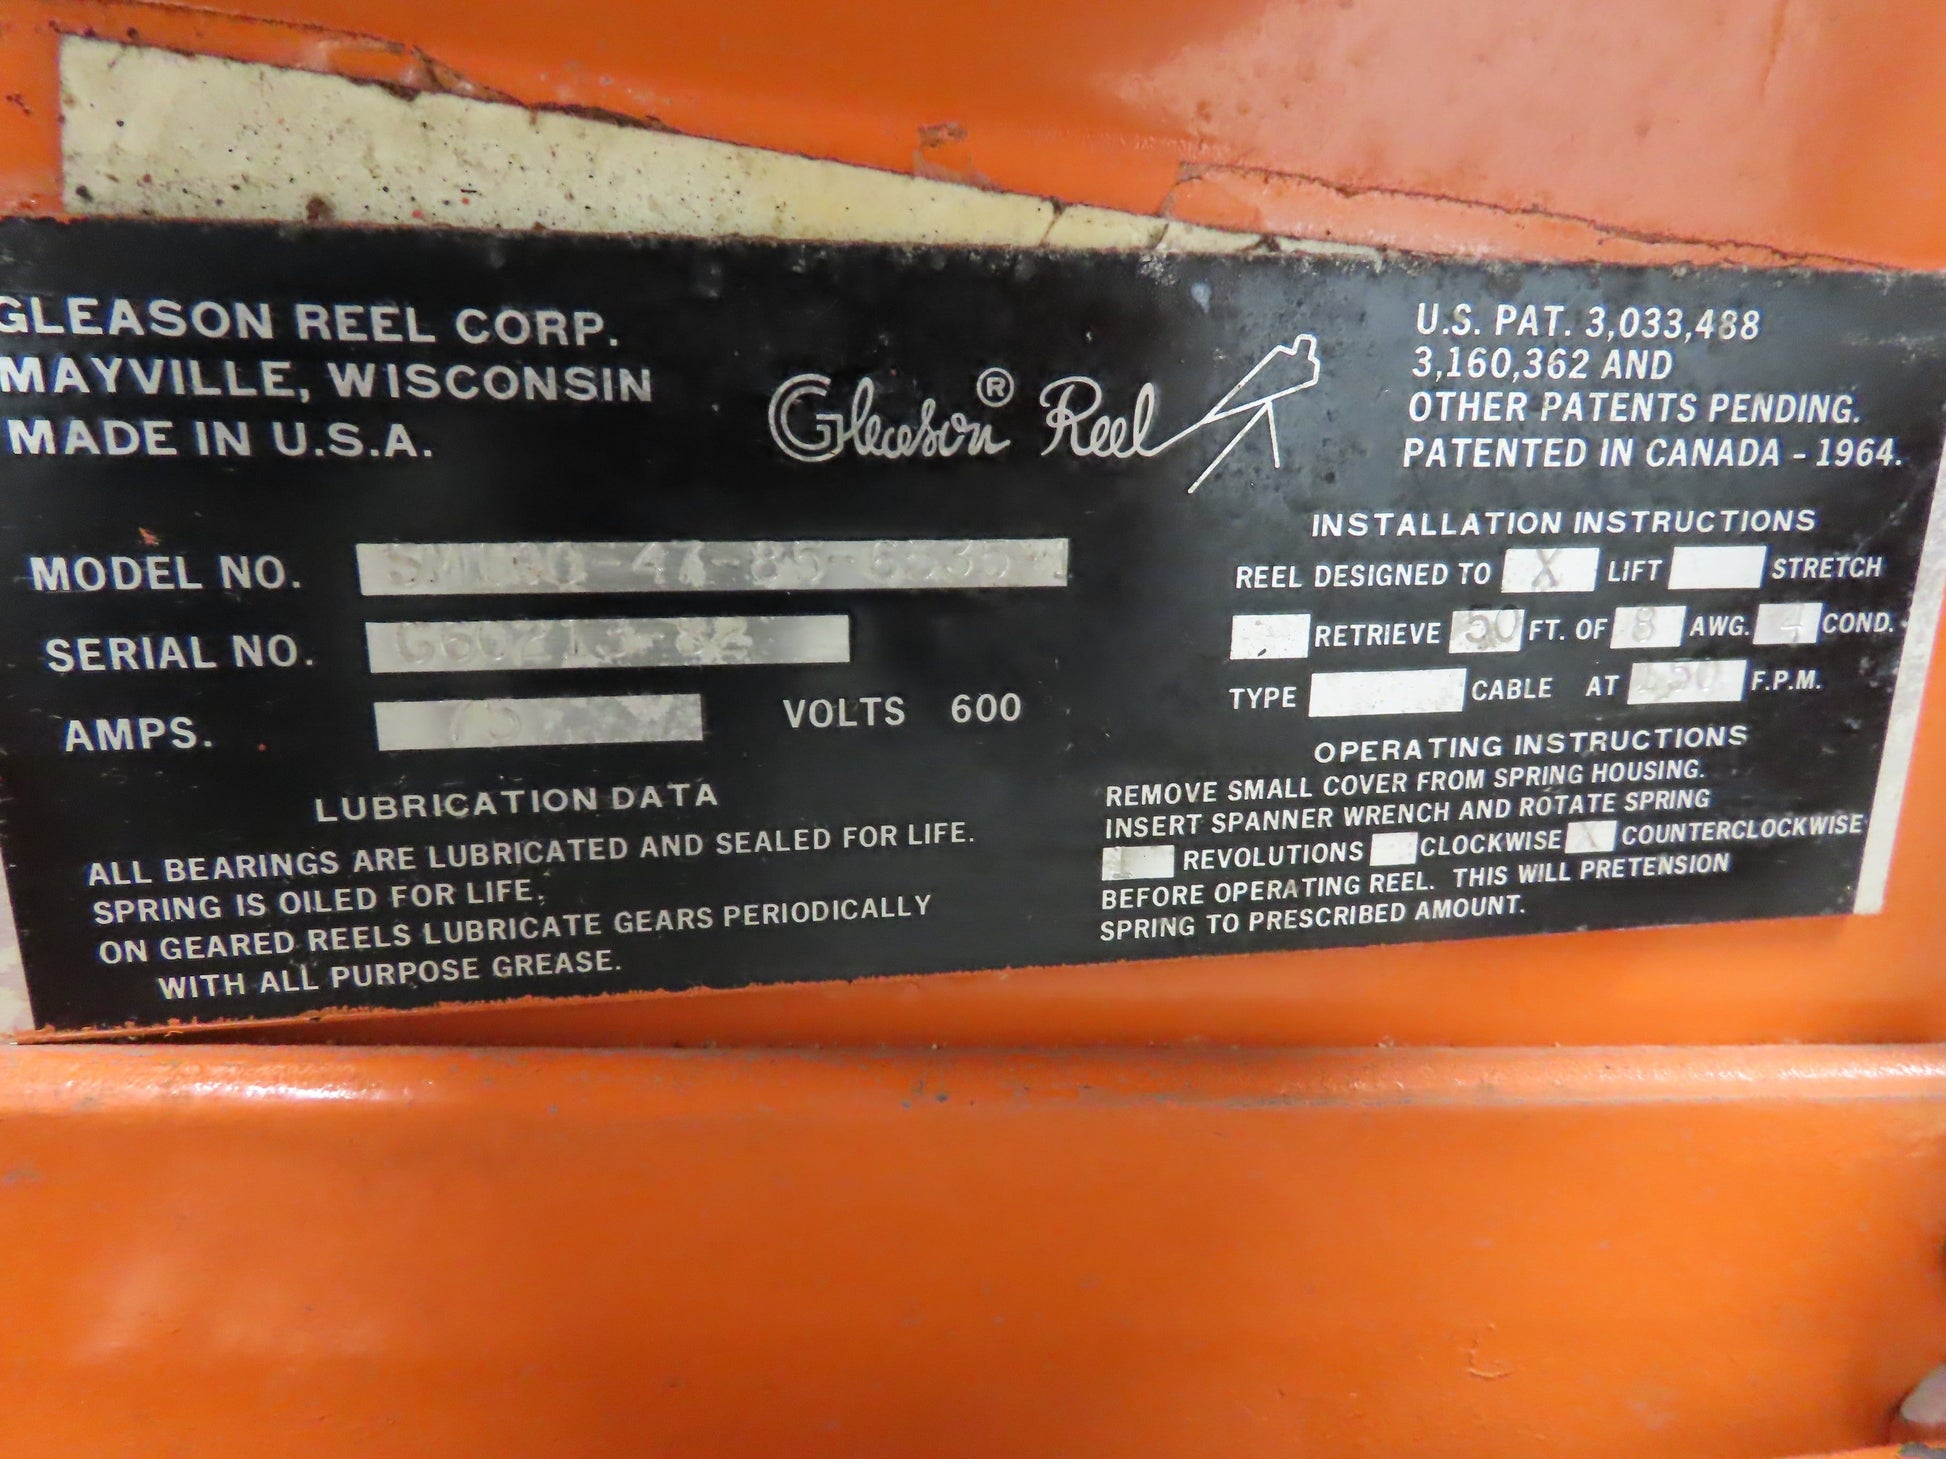 GLEASON REEL CORP.
MAYVILLE, WISCONSIN
MADE IN U.S.A.
Gleason® Reel
U.S. PAT. 3,033,488
3,160,362 AND
OTHER PATENTS PENDING.
PATENTED IN CANADA - 1964.
MODEL NO.
SERIAL NO.
AMPS. 75 VOLTS 600
LUBRICATION DATA
ALL BEARINGS ARE LUBRICATED AND SEALED FOR LIFE.
SPRING IS OILED FOR LIFE.
ON GEARED REELS LUBRICATE GEARS PERIODICALLY
WITH ALL PURPOSE GREASE.
INSTALLATION INSTRUCTIONS
REEL DESIGNED TO X LIFT STRETCH
RETRIEVE 50 FT. OF 8 AWG. 4 COND.
TYPE CABLE AT F.P.M.
OPERATING INSTRUCTIONS
REMOVE SMALL COVER FROM SPRING HOUSING.
INSERT SPANNER WRENCH AND ROTATE SPRING
REVOLUTIONS CLOCKWISE X COUNTERCLOCKWISE
BEFORE OPERATING REEL. THIS WILL PRETENSION
SPRING TO PRESCRIBED AMOUNT.